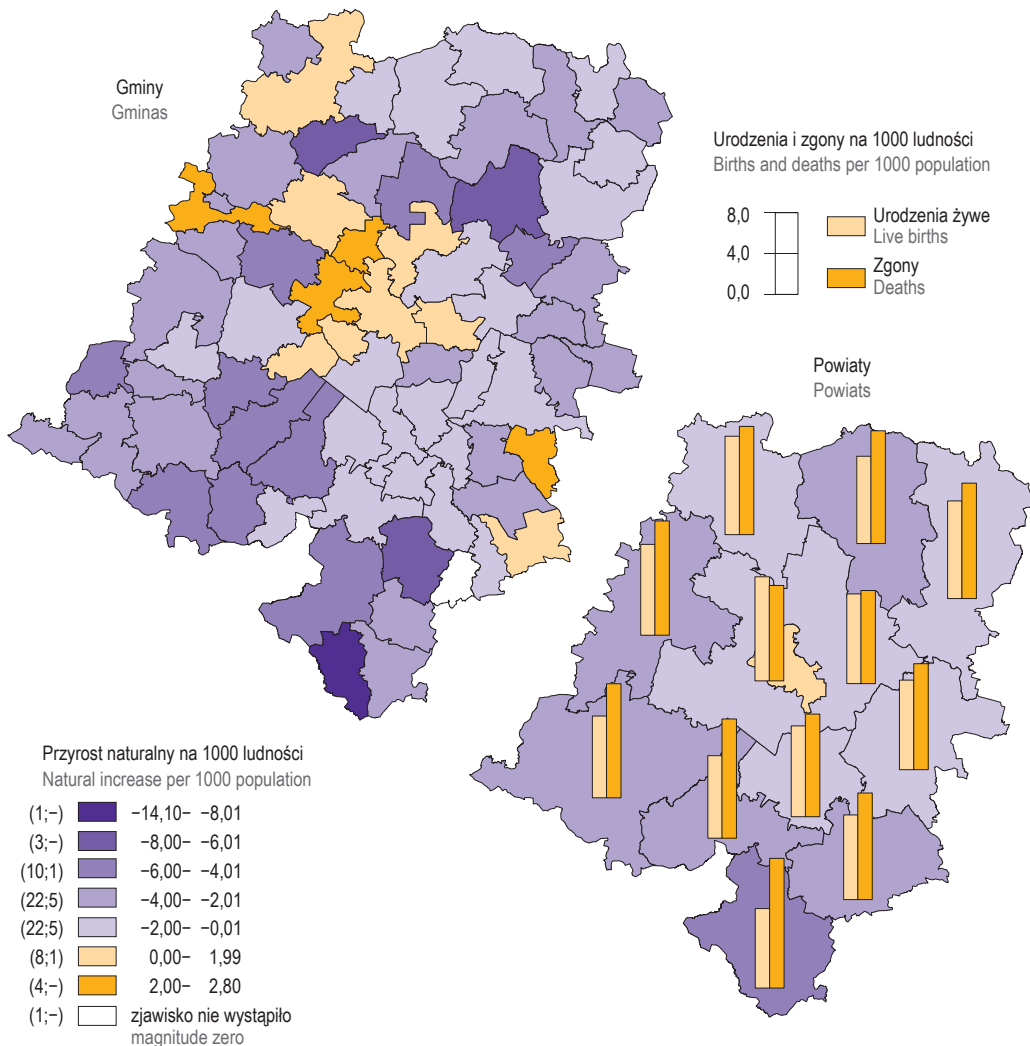 Gminy
Gminas
Urodzenia i zgony na 1000 ludności
Births and deaths per 1000 population
8,0
4,0
0,0
Urodzenia żywe
Live births
Zgony
Deaths
Powiaty
Powiats
Przyrost naturalny na 1000 ludności
Natural increase per 1000 population
(1;–) −14,10– −8,01
(3;–) −8,00– −6,01
(10;1) −6,00– −4,01
(22;5) −4,00– −2,01
(22;5) −2,00– −0,01
(8;1) 0,00– 1,99
(4;–) 2,00– 2,80
(1;–) zjawisko nie wystąpiło
magnitude zero